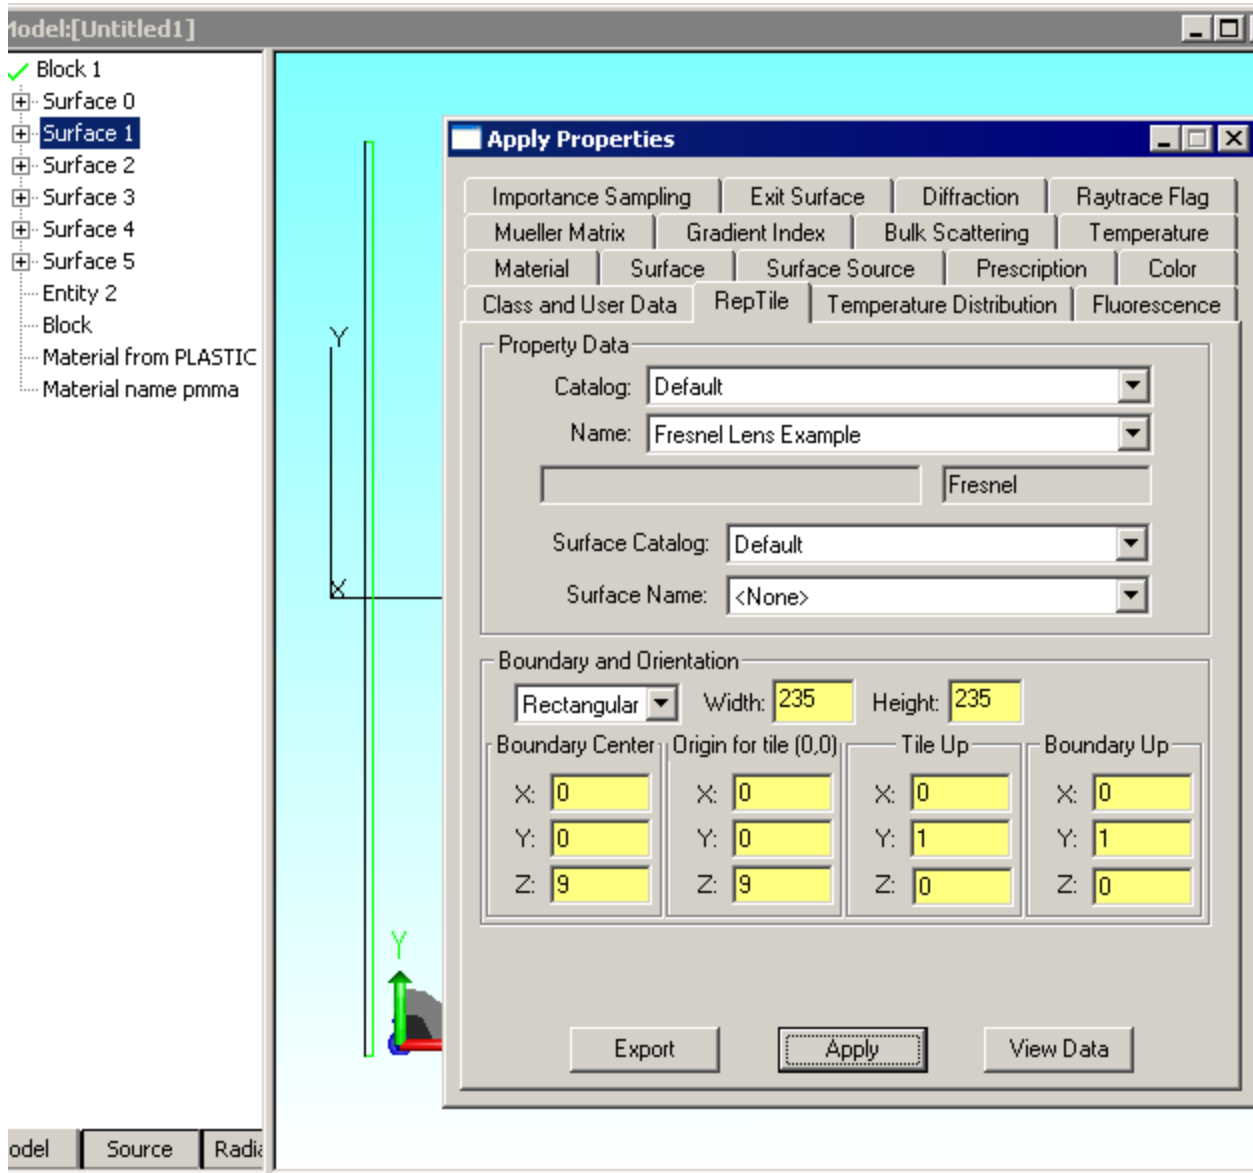 Model:[Untitled1]
Block 1
Surface 0
Surface 1
Surface 2
Surface 3
Surface 4
Surface 5
Entity 2
Block
Material from PLASTIC
Material name pmma
Y
X
Y
Apply Properties
Importance Sampling Exit Surface Diffraction Raytrace Flag
Mueller Matrix Gradient Index Bulk Scattering Temperature
Material Surface Surface Source Prescription Color
Class and User Data RepTile Temperature Distribution Fluorescence
Property Data
Catalog: Default
Name: Fresnel Lens Example
Fresnel
Surface Catalog: Default
Surface Name: <None>
Boundary and Orientation
Rectangular Width: 235 Height: 235
Boundary Center Origin for tile (0,0) Tile Up Boundary Up
X: 0 X: 0 X: 0 X: 0
Y: 0 Y: 0 Y: 1 Y: 1
Z: 9 Z: 9 Z: 0 Z: 0
Export Apply View Data
odel Source Radia